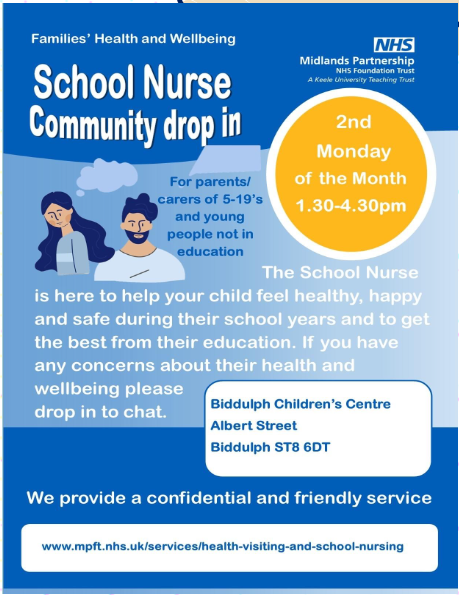 Families' Health and Wellbeing
NHS
Midlands Partnership
NHS Foundation Trust
A Keele University Teaching Trust
School Nurse
Community drop in
2nd
Monday
of the Month
1.30-4.30pm
For parents/
carers of 5-19's
and young
people not in
education
The School Nurse
is here to help your child feel healthy, happy
and safe during their school years and to get
the best from their education. If you have
any concerns about their health and
wellbeing please
drop in to chat.
Biddulph Children's Centre
Albert Street
Biddulph ST8 6DT
We provide a confidential and friendly service
www.mpft.nhs.uk/services/health-visiting-and-school-nursing